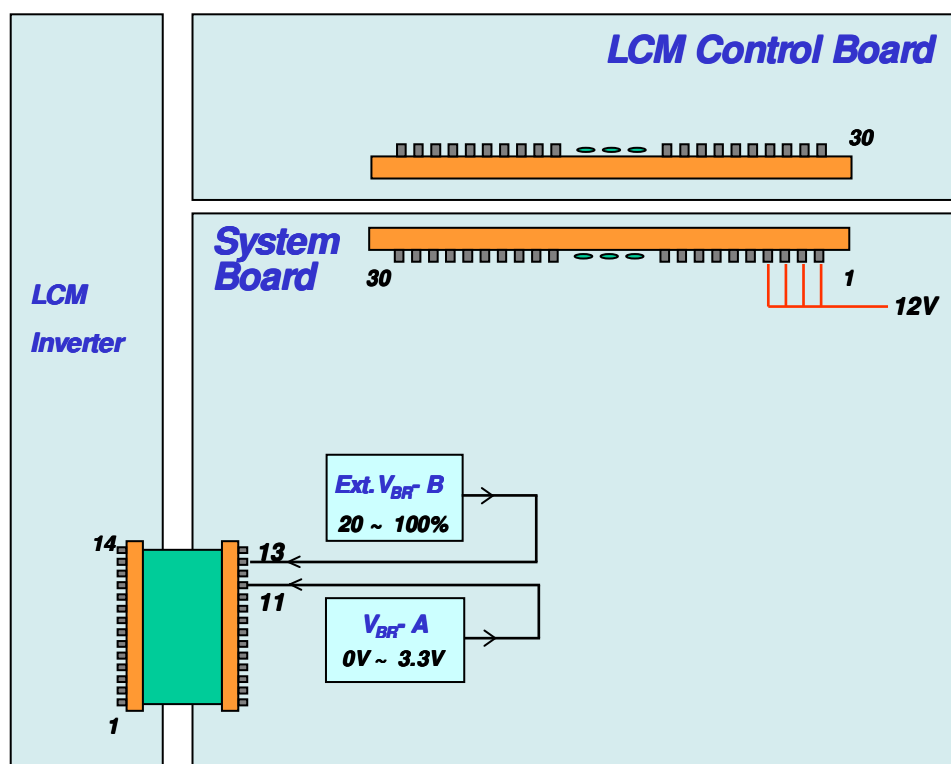 LCM Control Board
30
System
Board
30
1
12V
LCM
Inverter
Ext.VBR- B
20 ~ 100%
14
13
11
VBR- A
0V ~ 3.3V
1